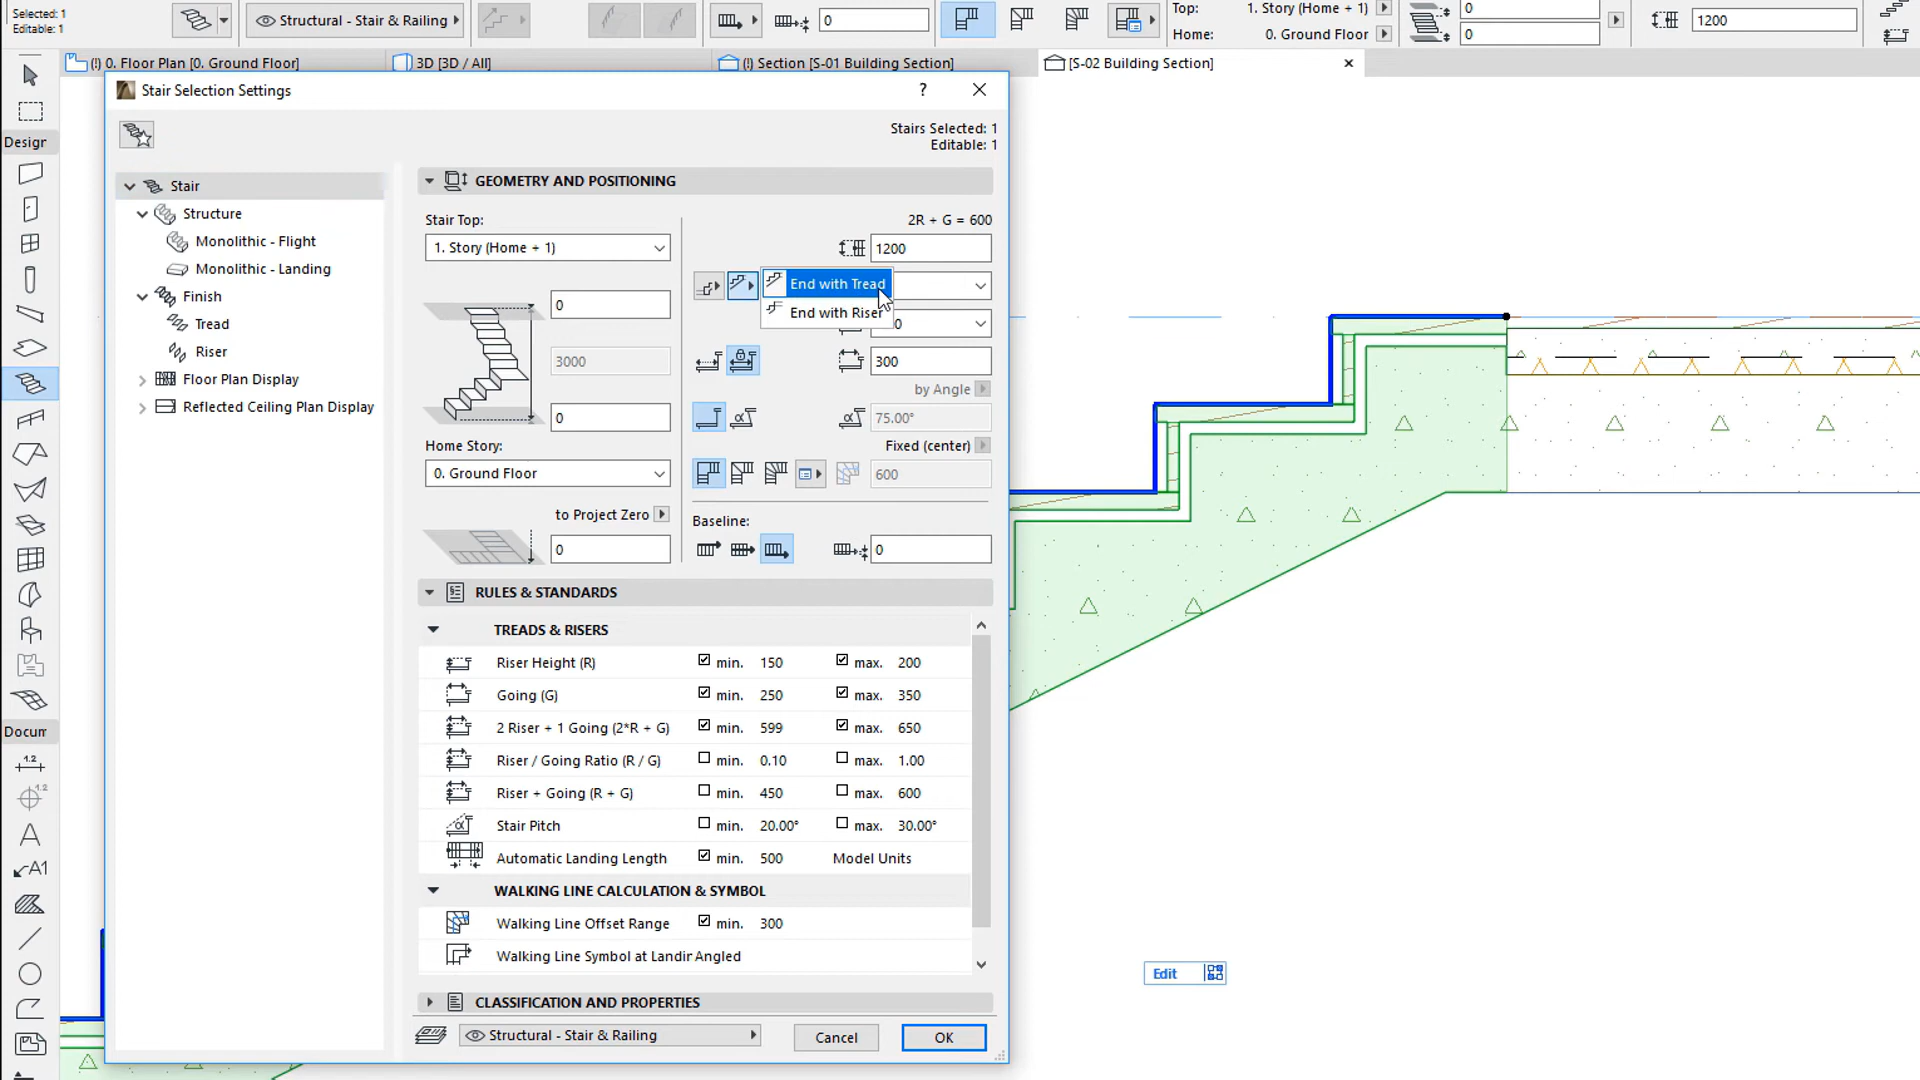 Selected: 1
Editable: 1
Structural - Stair & Railing
0
Top:
1. Story (Home + 1)
Home:
0. Ground Floor
0
0
1200
(!) 0. Floor Plan [0. Ground Floor]
3D [3D / All]
(!) Section [S-01 Building Section]
[S-02 Building Section]
Stair Selection Settings
?
Stairs Selected: 1
Editable: 1
Design
Stair
Structure
Monolithic - Flight
Monolithic - Landing
Finish
Tread
Riser
Floor Plan Display
Reflected Ceiling Plan Display
GEOMETRY AND POSITIONING
Stair Top:
1. Story (Home + 1)
0
3000
0
Home Story:
0. Ground Floor
to Project Zero
0
2R + G = 600
1200
End with Tread
End with Riser
0
300
by Angle
75.00°
Fixed (center)
600
Baseline:
0
RULES & STANDARDS
TREADS & RISERS
Riser Height (R) min. 150 max. 200
Going (G) min. 250 max. 350
2 Riser + 1 Going (2*R + G) min. 599 max. 650
Riser / Going Ratio (R / G) min. 0.10 max. 1.00
Riser + Going (R + G) min. 450 max. 600
Stair Pitch min. 20.00° max. 30.00°
Automatic Landing Length min. 500 Model Units
WALKING LINE CALCULATION & SYMBOL
Walking Line Offset Range min. 300
Walking Line Symbol at Landir Angled
CLASSIFICATION AND PROPERTIES
Structural - Stair & Railing
Cancel
OK
Docum
1.2
1.2
A
A1
Edit